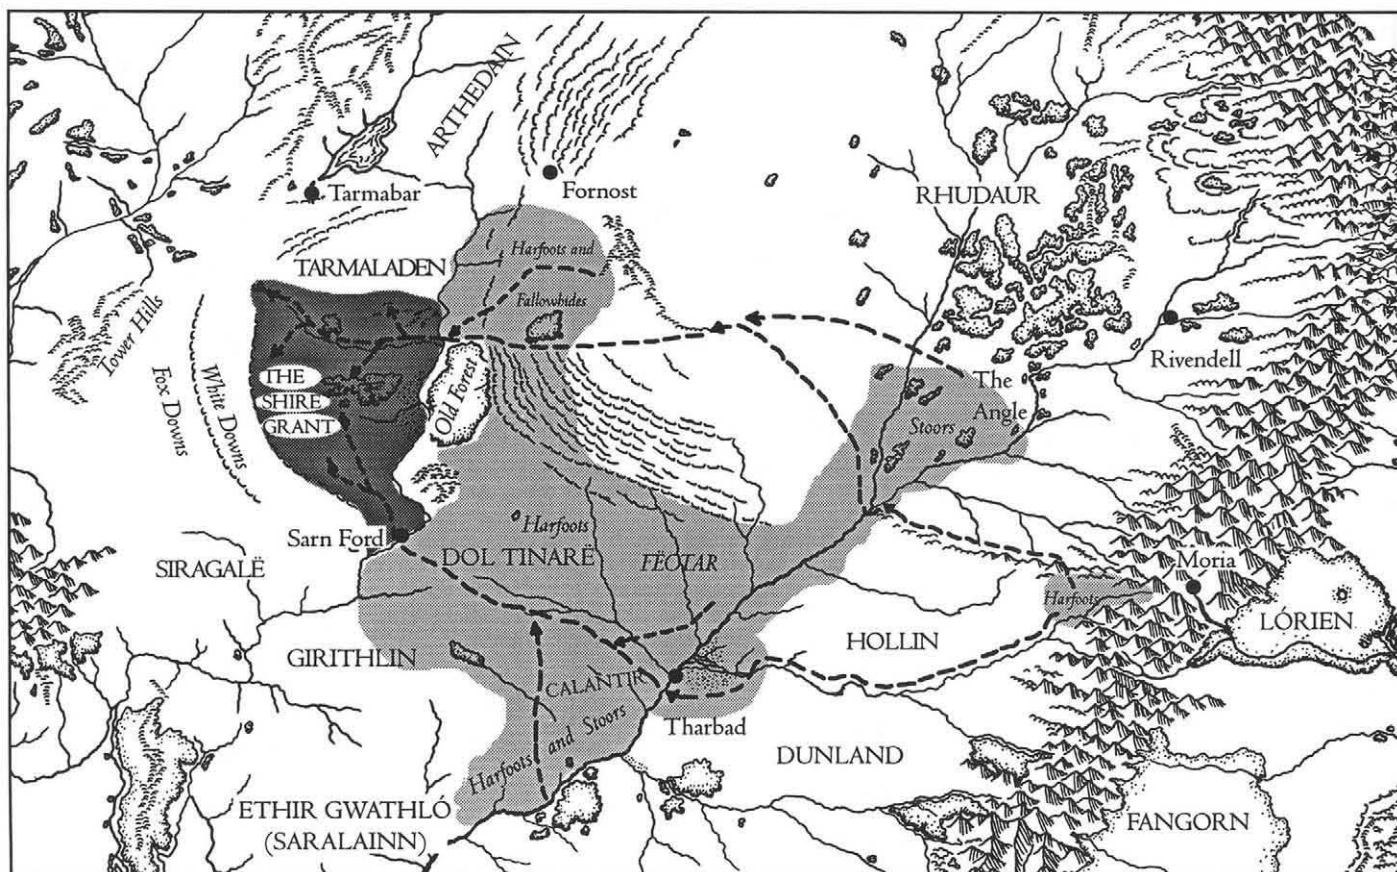 ARTHEDAIN
Tarmabar
Fornost
RHUDAUR
Harfoots and
Fallowhides
TARMALADEN
Tower Hills
Fox Downs
White Downs
THE
SHIRE
GRANT
Old Forest
The
Angle
Stoors
Rivendell
Sarn Ford
Harfoots
DOL TINARË
FËOTAR
SIRAGALË
Moria
Harfoots
LÓRIEN
HOLLIN
GIRITHLIN
CALANTIR
Harfoots
and Stoors
Tharbad
DUNLAND
ETHIR GWATHLÓ
(SARALAINN)
FANGORN